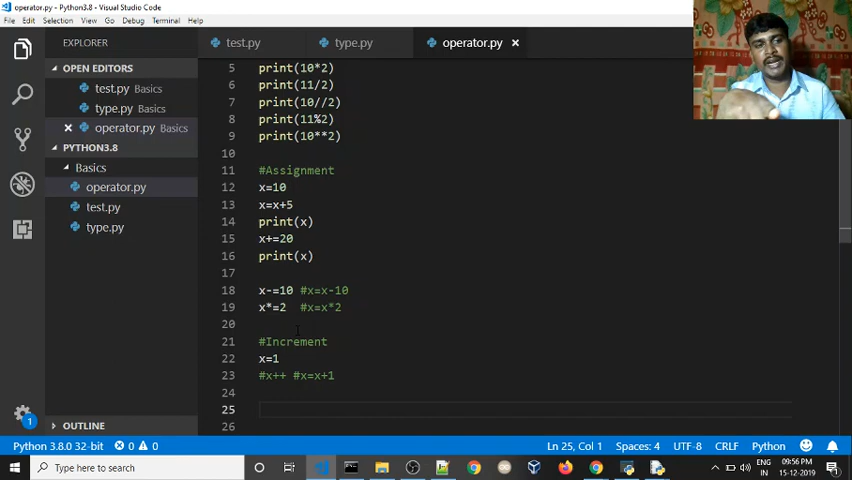 operator.py - Python3.8 - Visual Studio Code
File Edit Selection View Go Debug Terminal Help
EXPLORER
test.py
type.py
operator.py
OPEN EDITORS
test.py Basics
type.py Basics
operator.py Basics
PYTHON3.8
Basics
operator.py
test.py
type.py
OUTLINE
5 print(10*2)
6 print(11/2)
7 print(10//2)
8 print(11%2)
9 print(10**2)
10
11 #Assignment
12 x=10
13 x=x+5
14 print(x)
15 x+=20
16 print(x)
17
18 x-=10 #x=x-10
19 x*=2 #x=x*2
20
21 #Increment
22 x=1
23 #x++ #x=x+1
24
25
26
1
Python 3.8.0 32-bit 0 0 Ln 25, Col 1 Spaces: 4 UTF-8 CRLF Python
Type here to search
ENG
IN
09:56 PM
15-12-2019
1